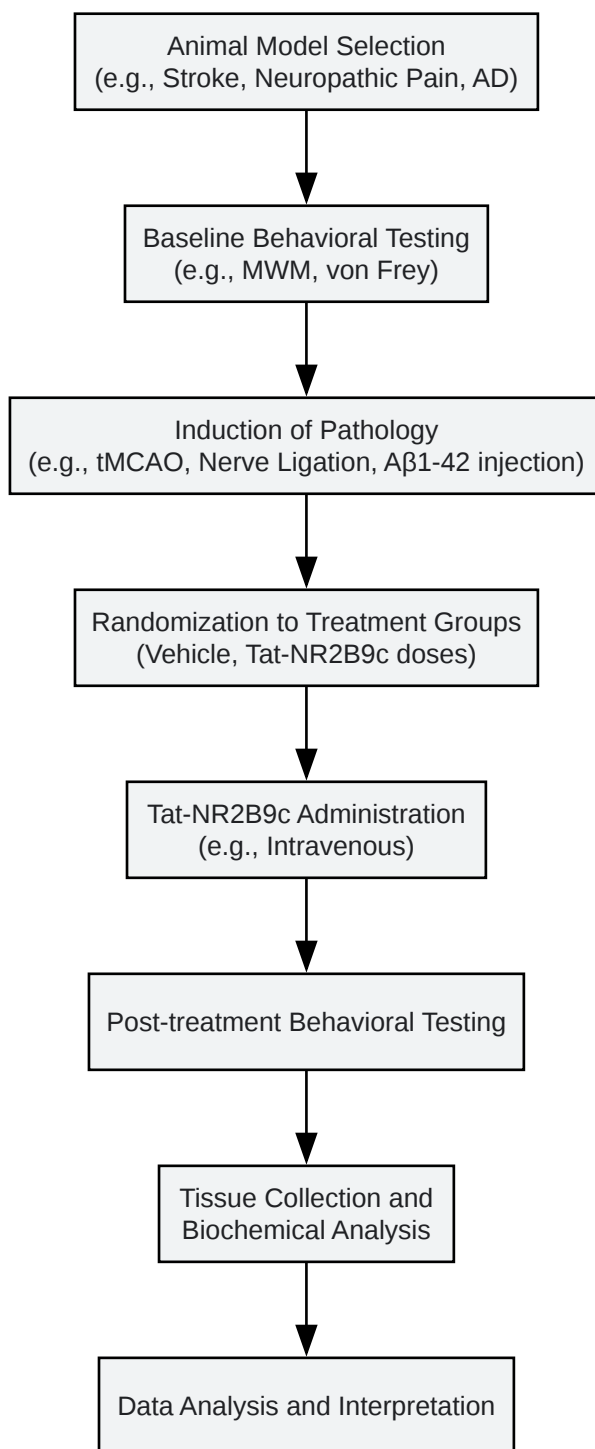 Animal Model Selection
(e.g., Stroke, Neuropathic Pain, AD)
Baseline Behavioral Testing
(e.g., MWM, von Frey)
Induction of Pathology
(e.g., tMCAO, Nerve Ligation, Aβ1-42 injection)
Randomization to Treatment Groups
(Vehicle, Tat-NR2B9c doses)
Tat-NR2B9c Administration
(e.g., Intravenous)
Post-treatment Behavioral Testing
Tissue Collection and
Biochemical Analysis
Data Analysis and Interpretation